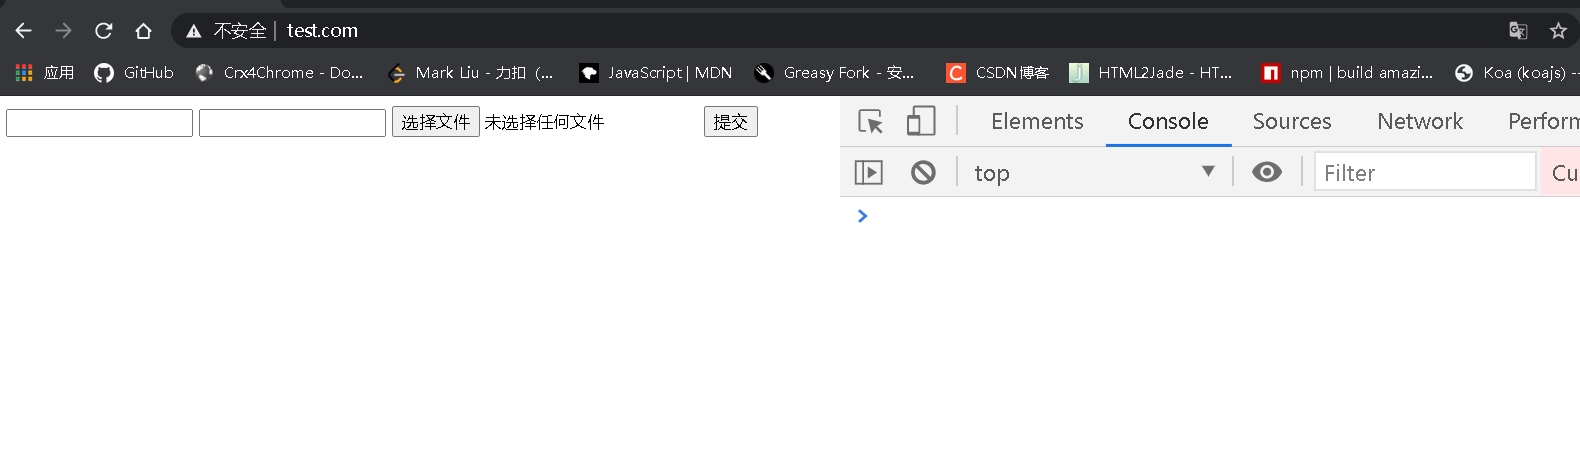 不安全 test.com
应用 GitHub Crx4Chrome - Do... Mark Liu - 力扣（... JavaScript | MDN Greasy Fork - 安... CSDN博客 HTML2Jade - HT... npm | build amazi... Koa (koajs) --
选择文件 未选择任何文件 提交
Elements Console Sources Network Perform
top Filter Cu